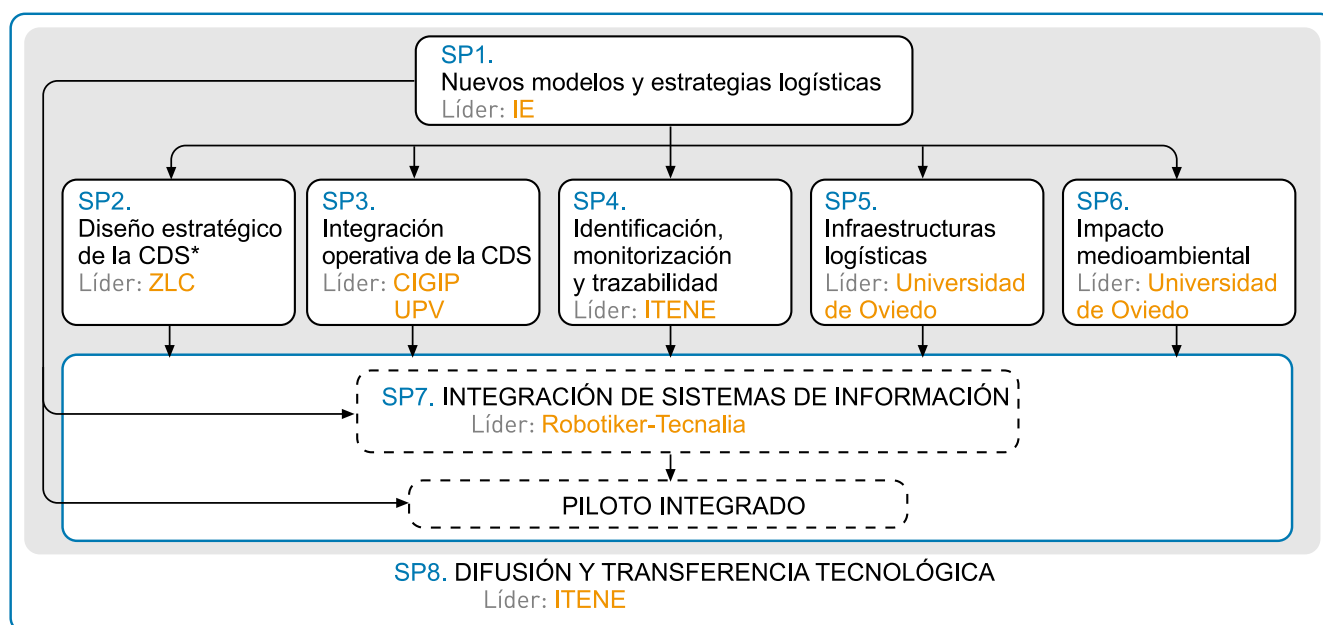 SP1.
Nuevos modelos y estrategias logísticas
Líder: IE
SP2.
Diseño estratégico
de la CDS*
Líder: ZLC
SP3.
Integración
operativa de la CDS
Líder: CIGIP
UPV
SP4.
Identificación,
monitorización
y trazabilidad
Líder: ITENE
SP5.
Infraestructuras
logísticas
Líder: Universidad
de Oviedo
SP6.
Impacto
medioambiental
Líder: Universidad
de Oviedo
SP7. INTEGRACIÓN DE SISTEMAS DE INFORMACIÓN
Líder: Robotiker-Tecnalia
PILOTO INTEGRADO
SP8. DIFUSIÓN Y TRANSFERENCIA TECNOLÓGICA
Líder: ITENE